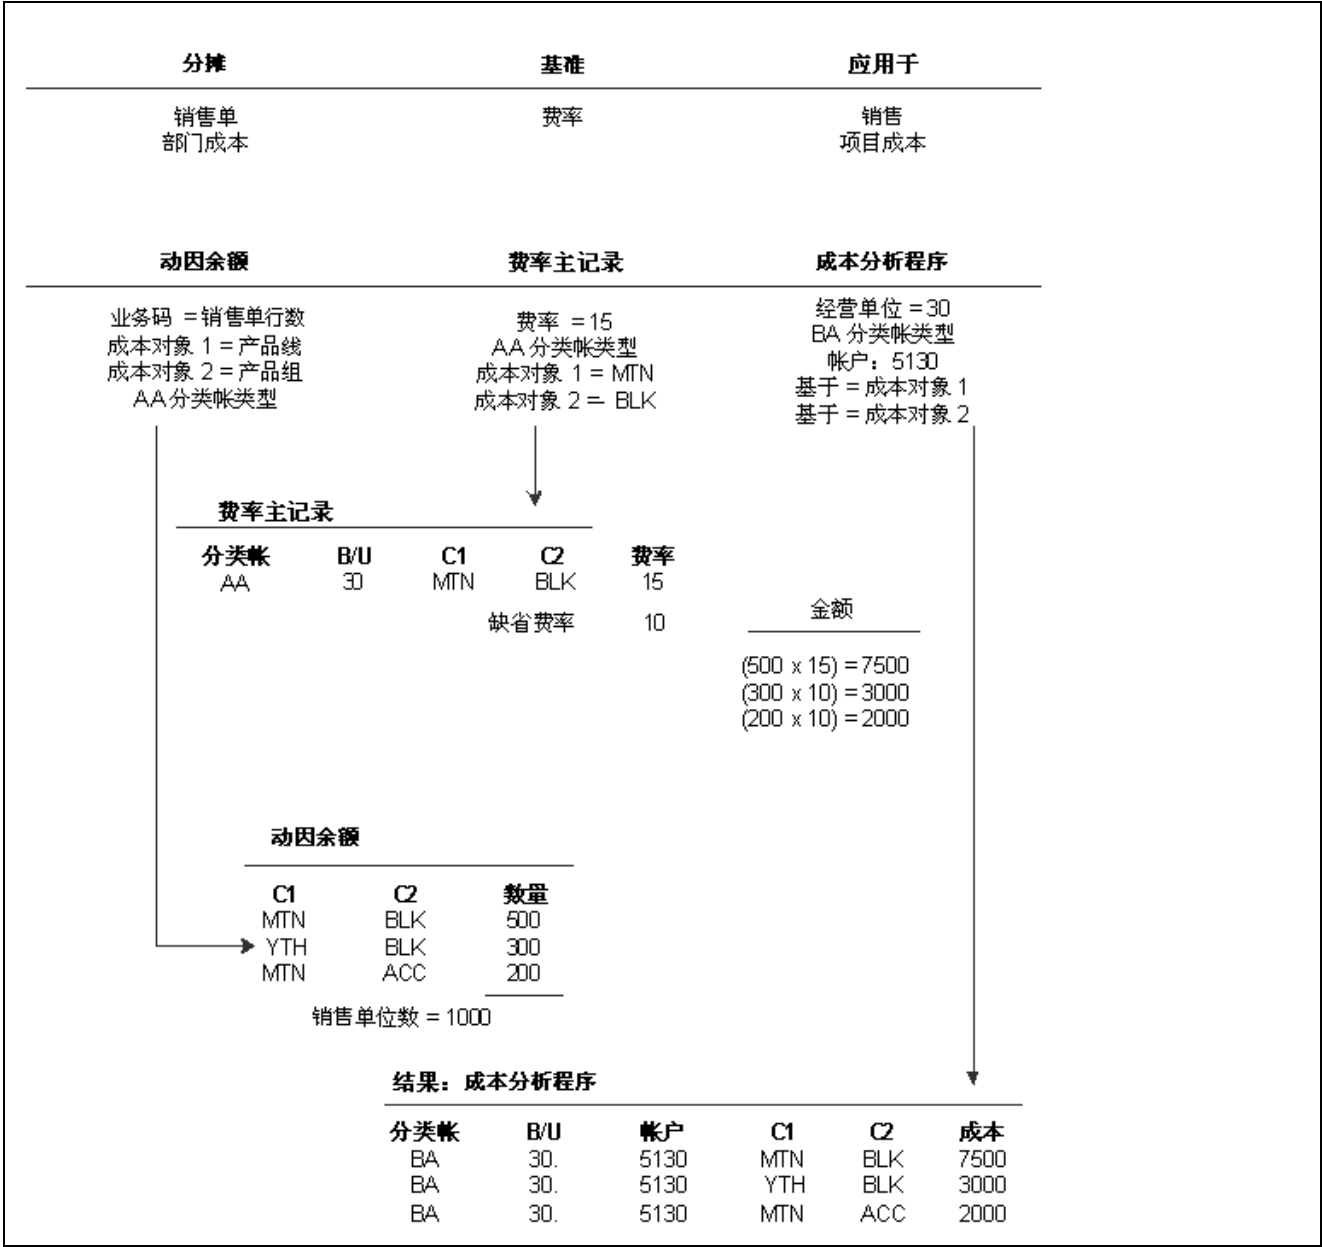 分摊 基准 应用于
销售单 费率 销售
部门成本 项目成本
动因余额 费率主记录 成本分析程序
业务码 =销售单行数 费率 =15 经营单位 =30
成本对象 1 = 产品线 AA 分类帐类型 BA 分类帐类型
成本对象 2 = 产品组 成本对象 1 = MTN 帐户：5130
AA分类帐类型 成本对象 2 = BLK 基于 = 成本对象 1
基于 = 成本对象 2
费率主记录
分类帐 B/U C1 C2 费率
AA 30 MTN BLK 15
缺省费率 10
金额
(500 x 15) = 7500
(300 x 10) = 3000
(200 x 10) = 2000
动因余额
C1 C2 数量
MTN BLK 500
YTH BLK 300
MTN ACC 200
销售单位数 = 1000
结果：成本分析程序
分类帐 B/U 帐户 C1 C2 成本
BA 30. 5130 MTN BLK 7500
BA 30. 5130 YTH BLK 3000
BA 30. 5130 MTN ACC 2000